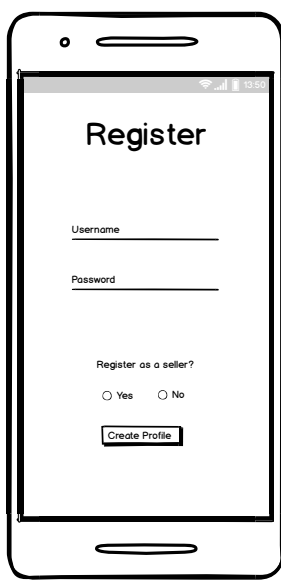 13:50
Register
Username
Password
Register as a seller?
Yes No
Create Profile